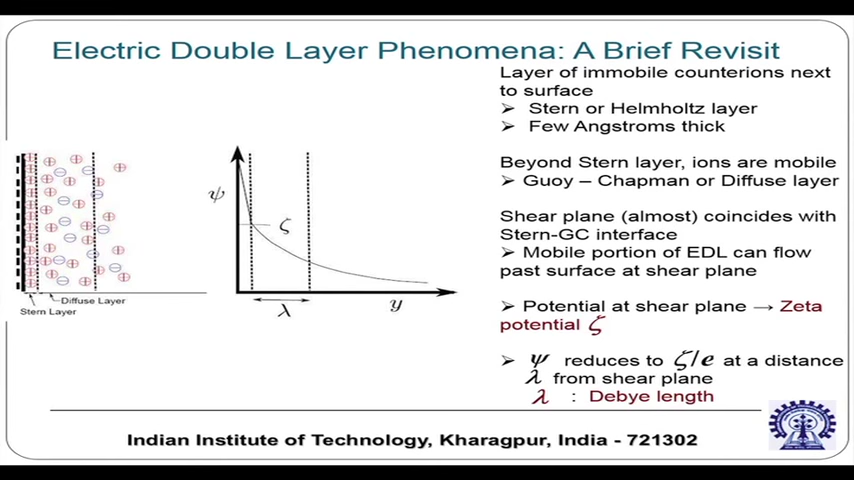 Electric Double Layer Phenomena: A Brief Revisit
Layer of immobile counterions next
to surface
➢ Stern or Helmholtz layer
➢ Few Angstroms thick
Beyond Stern layer, ions are mobile
➢ Guoy – Chapman or Diffuse layer
Shear plane (almost) coincides with
Stern-GC interface
➢ Mobile portion of EDL can flow
past surface at shear plane
➢ Potential at shear plane → Zeta
potential ζ
➢ ψ reduces to ζ/e at a distance
λ from shear plane
λ : Debye length
ψ
ζ
λ
y
Diffuse Layer
Stern Layer
Indian Institute of Technology, Kharagpur, India - 721302